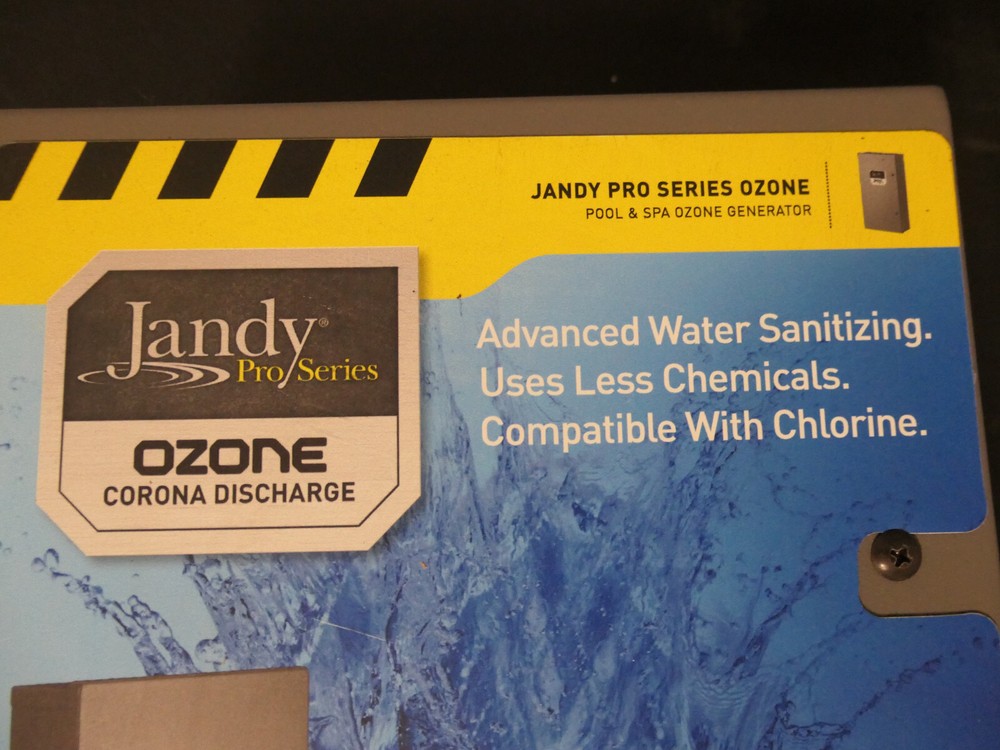 JANDY PRO SERIES OZONE
POOL & SPA OZONE GENERATOR
Jandy®
Pro Series
OZONE
CORONA DISCHARGE
Advanced Water Sanitizing.
Uses Less Chemicals.
Compatible With Chlorine.